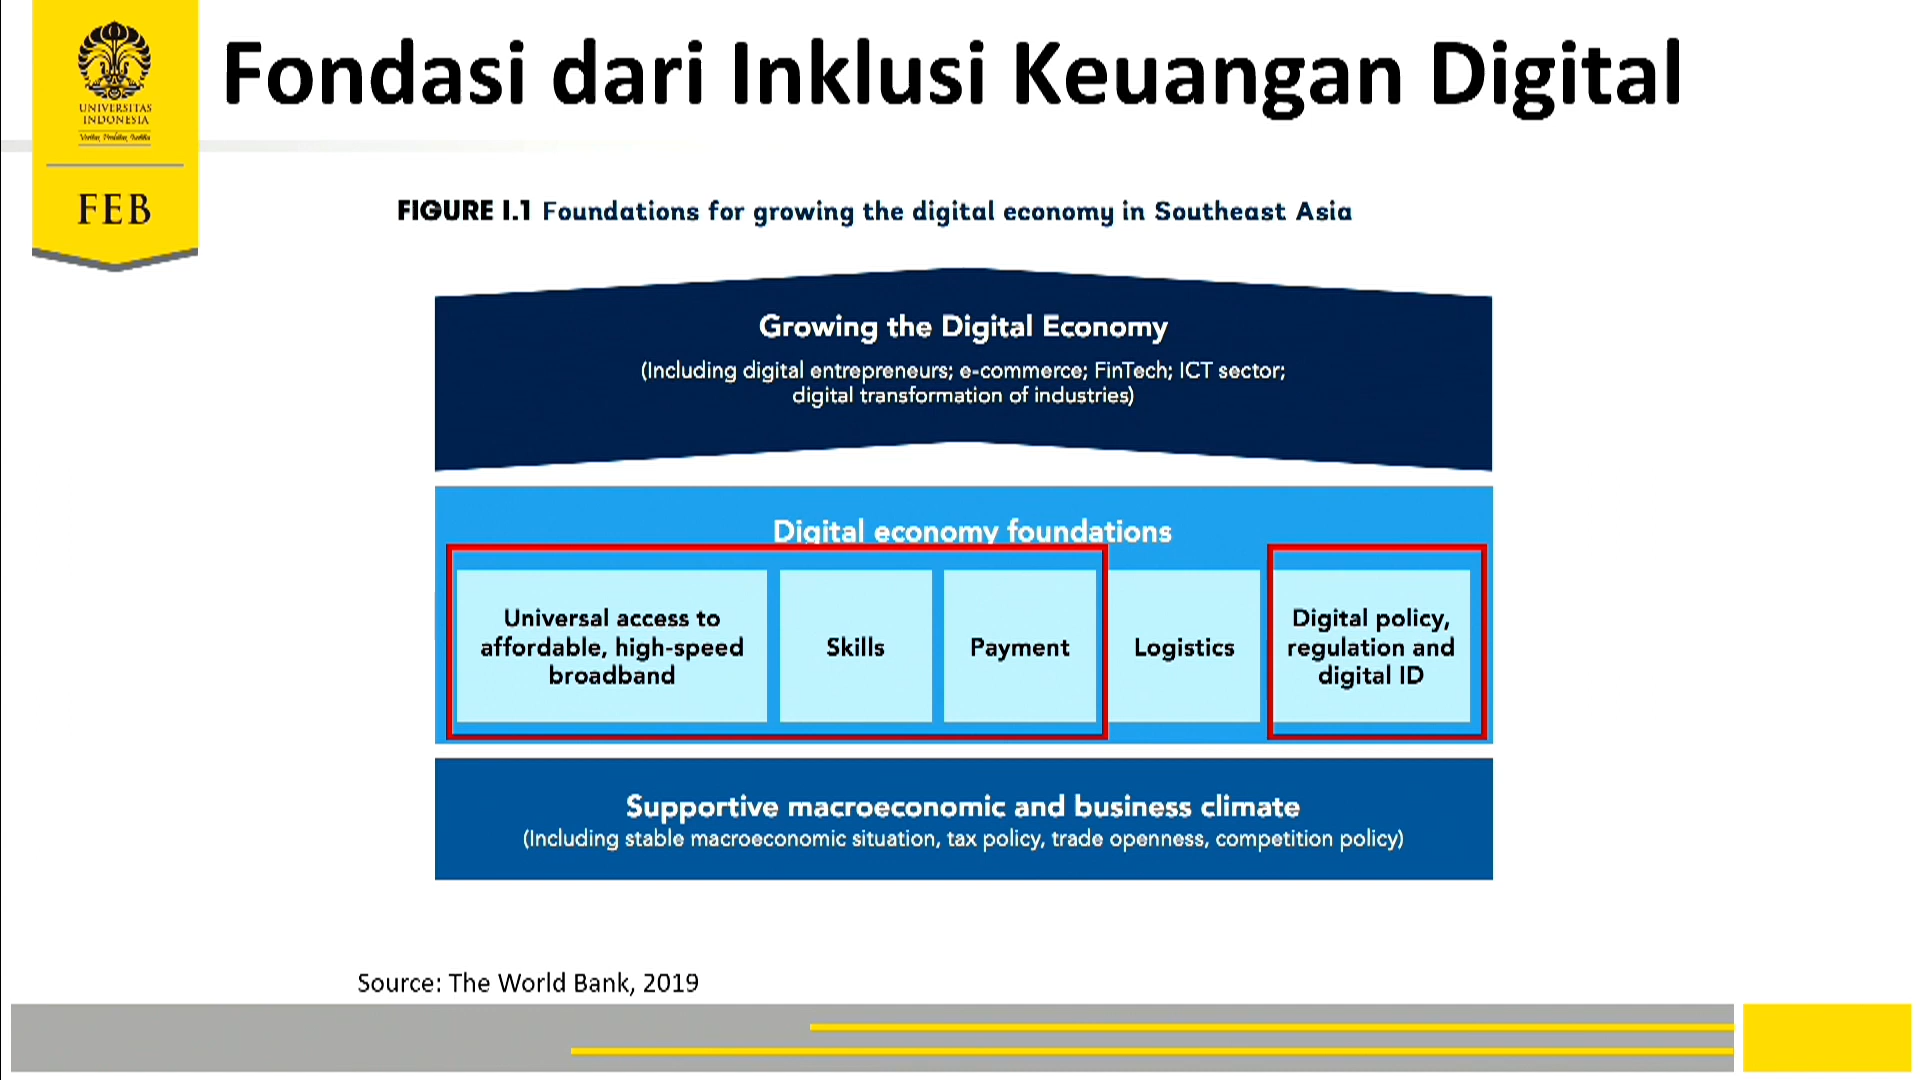 Fondasi dari Inklusi Keuangan Digital
UNIVERSITAS
INDONESIA
Veritas, Probitas, Iustitia
FEB
FIGURE I.1 Foundations for growing the digital economy in Southeast Asia
Growing the Digital Economy
(Including digital entrepreneurs; e-commerce; FinTech; ICT sector;
digital transformation of industries)
Digital economy foundations
Universal access to
affordable, high-speed
broadband
Skills
Payment
Logistics
Digital policy,
regulation and
digital ID
Supportive macroeconomic and business climate
(Including stable macroeconomic situation, tax policy, trade openness, competition policy)
Source: The World Bank, 2019